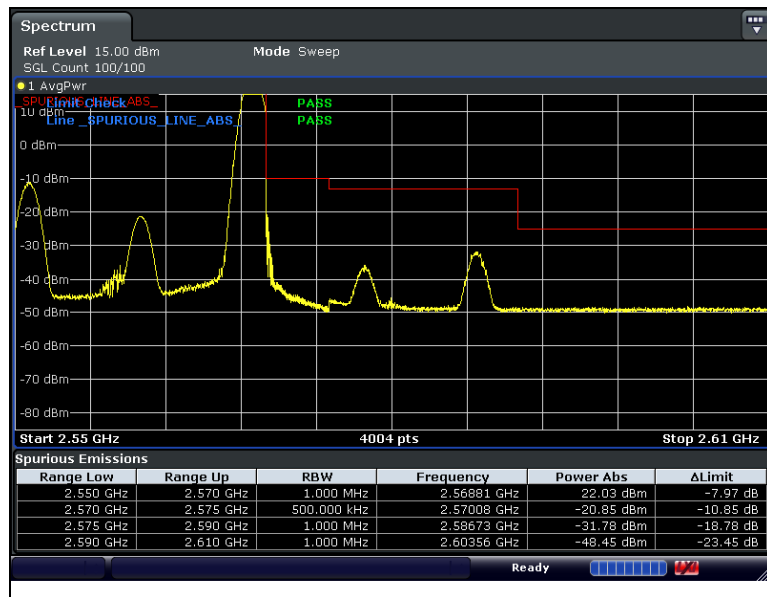 Spectrum
Ref Level 15.00 dBm Mode Sweep
SGL Count 100/100
1 AvgPwr
_SPURIOUS_LINE_ABS_
Limit Check PASS
10 dBm
Line _SPURIOUS_LINE_ABS_ PASS
0 dBm
-10 dBm
-20 dBm
-30 dBm
-40 dBm
-50 dBm
-60 dBm
-70 dBm
-80 dBm
Start 2.55 GHz 4004 pts Stop 2.61 GHz
Spurious Emissions
Range Low Range Up RBW Frequency Power Abs ΔLimit
2.550 GHz 2.570 GHz 1.000 MHz 2.56881 GHz 22.03 dBm -7.97 dB
2.570 GHz 2.575 GHz 500.000 kHz 2.57008 GHz -20.85 dBm -10.85 dB
2.575 GHz 2.590 GHz 1.000 MHz 2.58673 GHz -31.78 dBm -18.78 dB
2.590 GHz 2.610 GHz 1.000 MHz 2.60356 GHz -48.45 dBm -23.45 dB
Ready